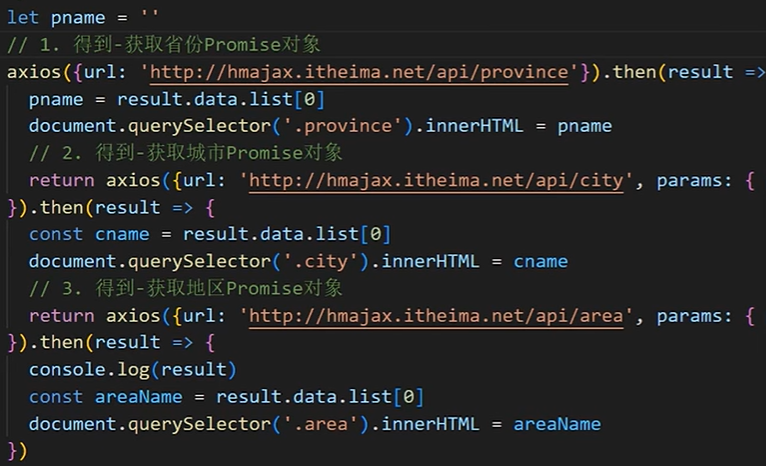 let pname = ''
// 1. 得到-获取省份Promise对象
axios({url: 'http://hmajax.itheima.net/api/province'}).then(result =>
  pname = result.data.list[0]
  document.querySelector('.province').innerHTML = pname
  // 2. 得到-获取城市Promise对象
  return axios({url: 'http://hmajax.itheima.net/api/city', params: {
}).then(result => {
  const cname = result.data.list[0]
  document.querySelector('.city').innerHTML = cname
  // 3. 得到-获取地区Promise对象
  return axios({url: 'http://hmajax.itheima.net/api/area', params: {
}).then(result => {
  console.log(result)
  const areaName = result.data.list[0]
  document.querySelector('.area').innerHTML = areaName
})